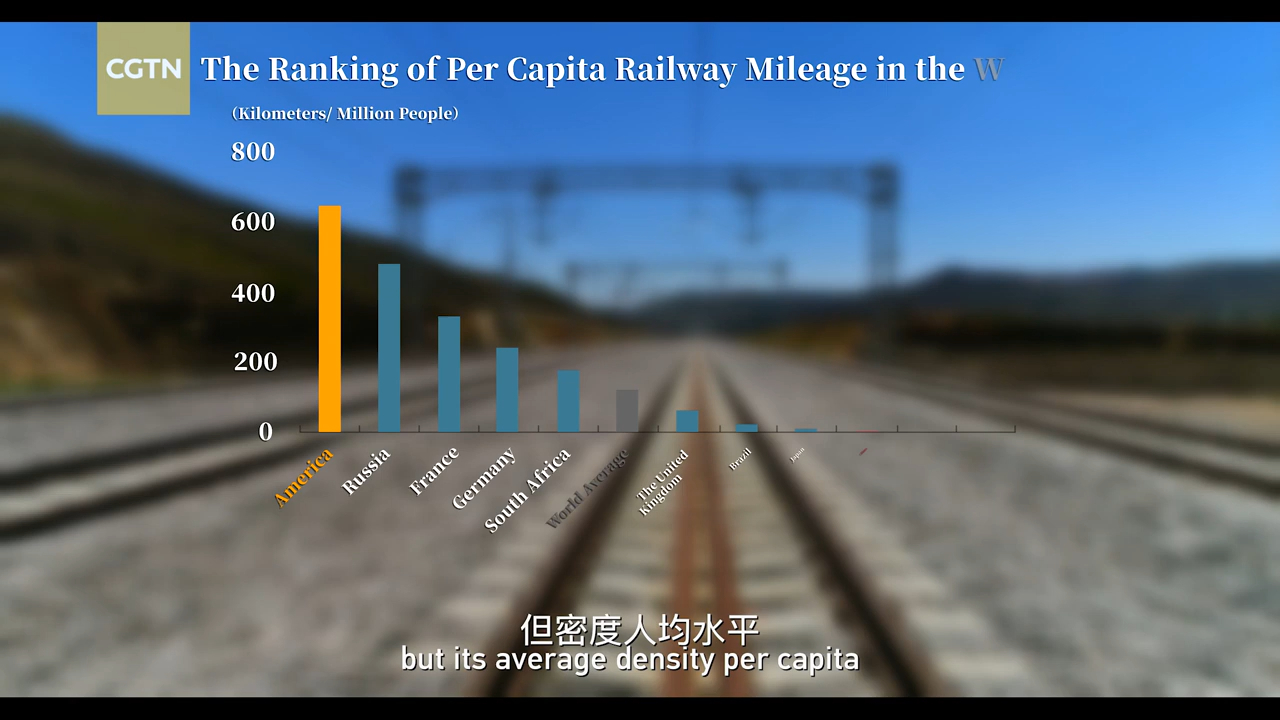 CGTN
The Ranking of Per Capita Railway Mileage in the W
(Kilometers/ Million People)
800
600
400
200
0
America
Russia
France
Germany
South Africa
World Average
The United
Kingdom
Brazil
Japan
但密度人均水平
but its average density per capita